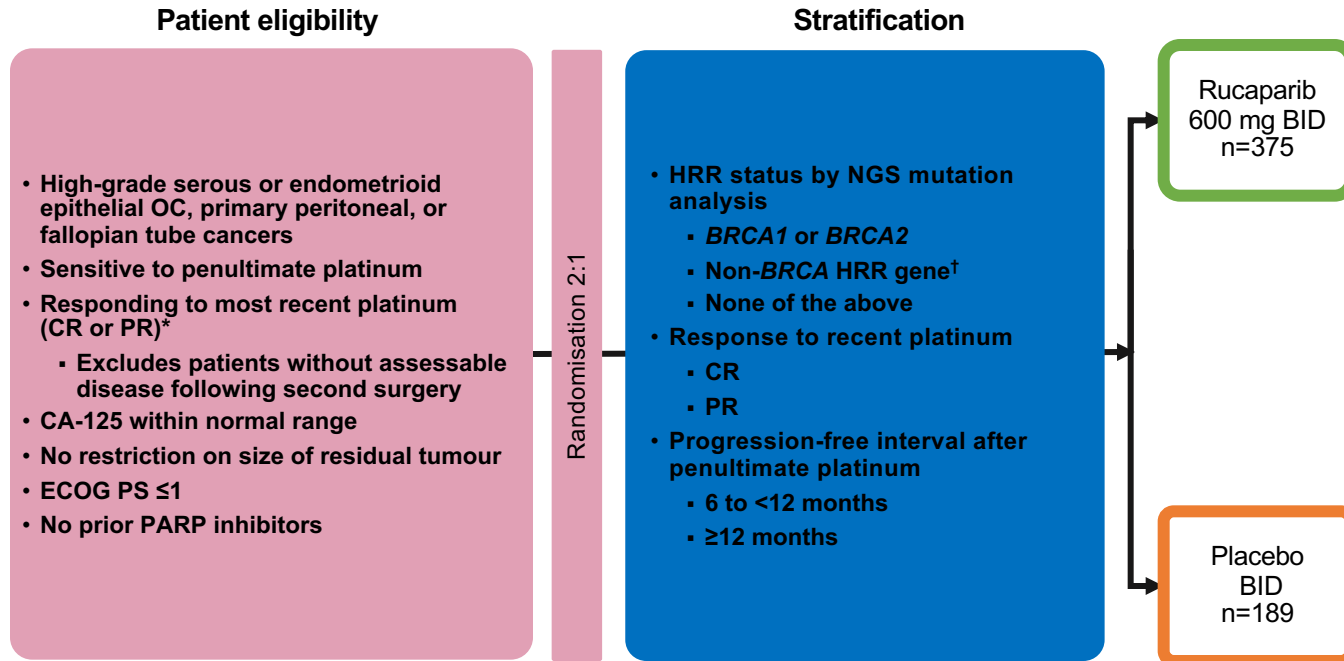 Patient eligibility
• High-grade serous or endometrioid
epithelial OC, primary peritoneal, or
fallopian tube cancers
• Sensitive to penultimate platinum
• Responding to most recent platinum
(CR or PR)*
▪ Excludes patients without assessable
disease following second surgery
• CA-125 within normal range
• No restriction on size of residual tumour
• ECOG PS ≤1
• No prior PARP inhibitors
Randomisation 2:1
Stratification
• HRR status by NGS mutation
analysis
▪ BRCA1 or BRCA2
▪ Non-BRCA HRR gene†
▪ None of the above
• Response to recent platinum
▪ CR
▪ PR
• Progression-free interval after
penultimate platinum
▪ 6 to <12 months
▪ ≥12 months
Rucaparib
600 mg BID
n=375
Placebo
BID
n=189